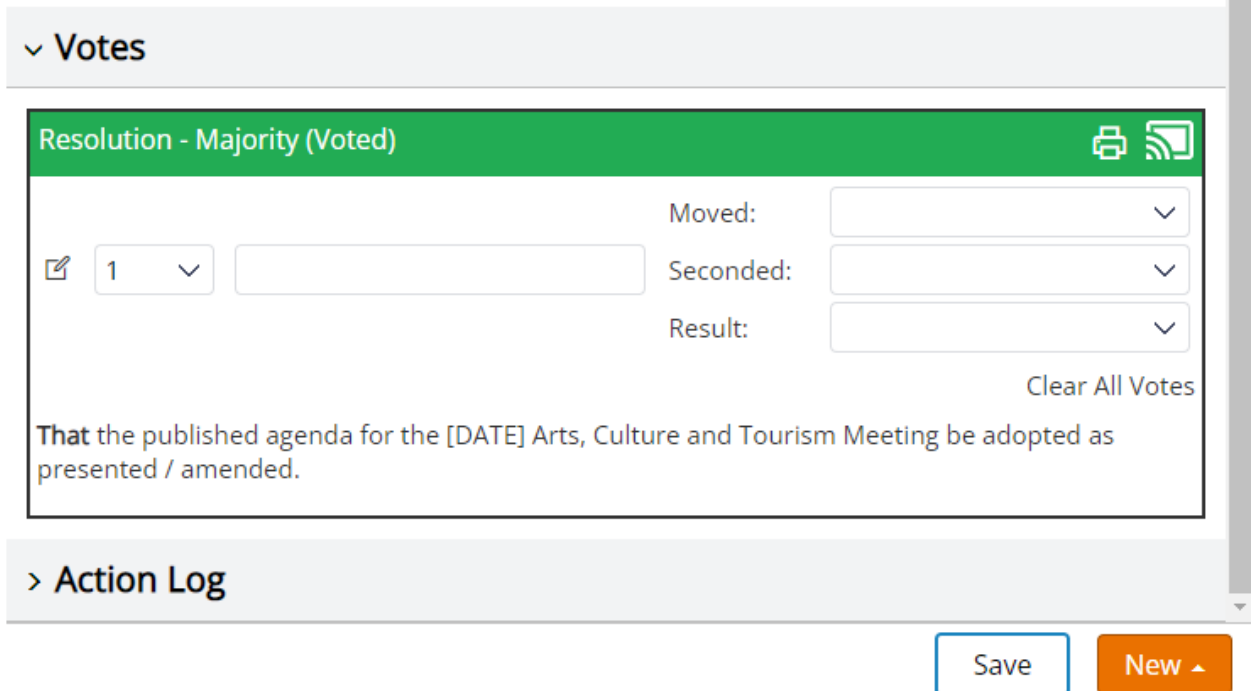 Votes
Resolution - Majority (Voted)
Moved:
1
Seconded:
Result:
Clear All Votes
That the published agenda for the [DATE] Arts, Culture and Tourism Meeting be adopted as
presented / amended.
Action Log
Save
New